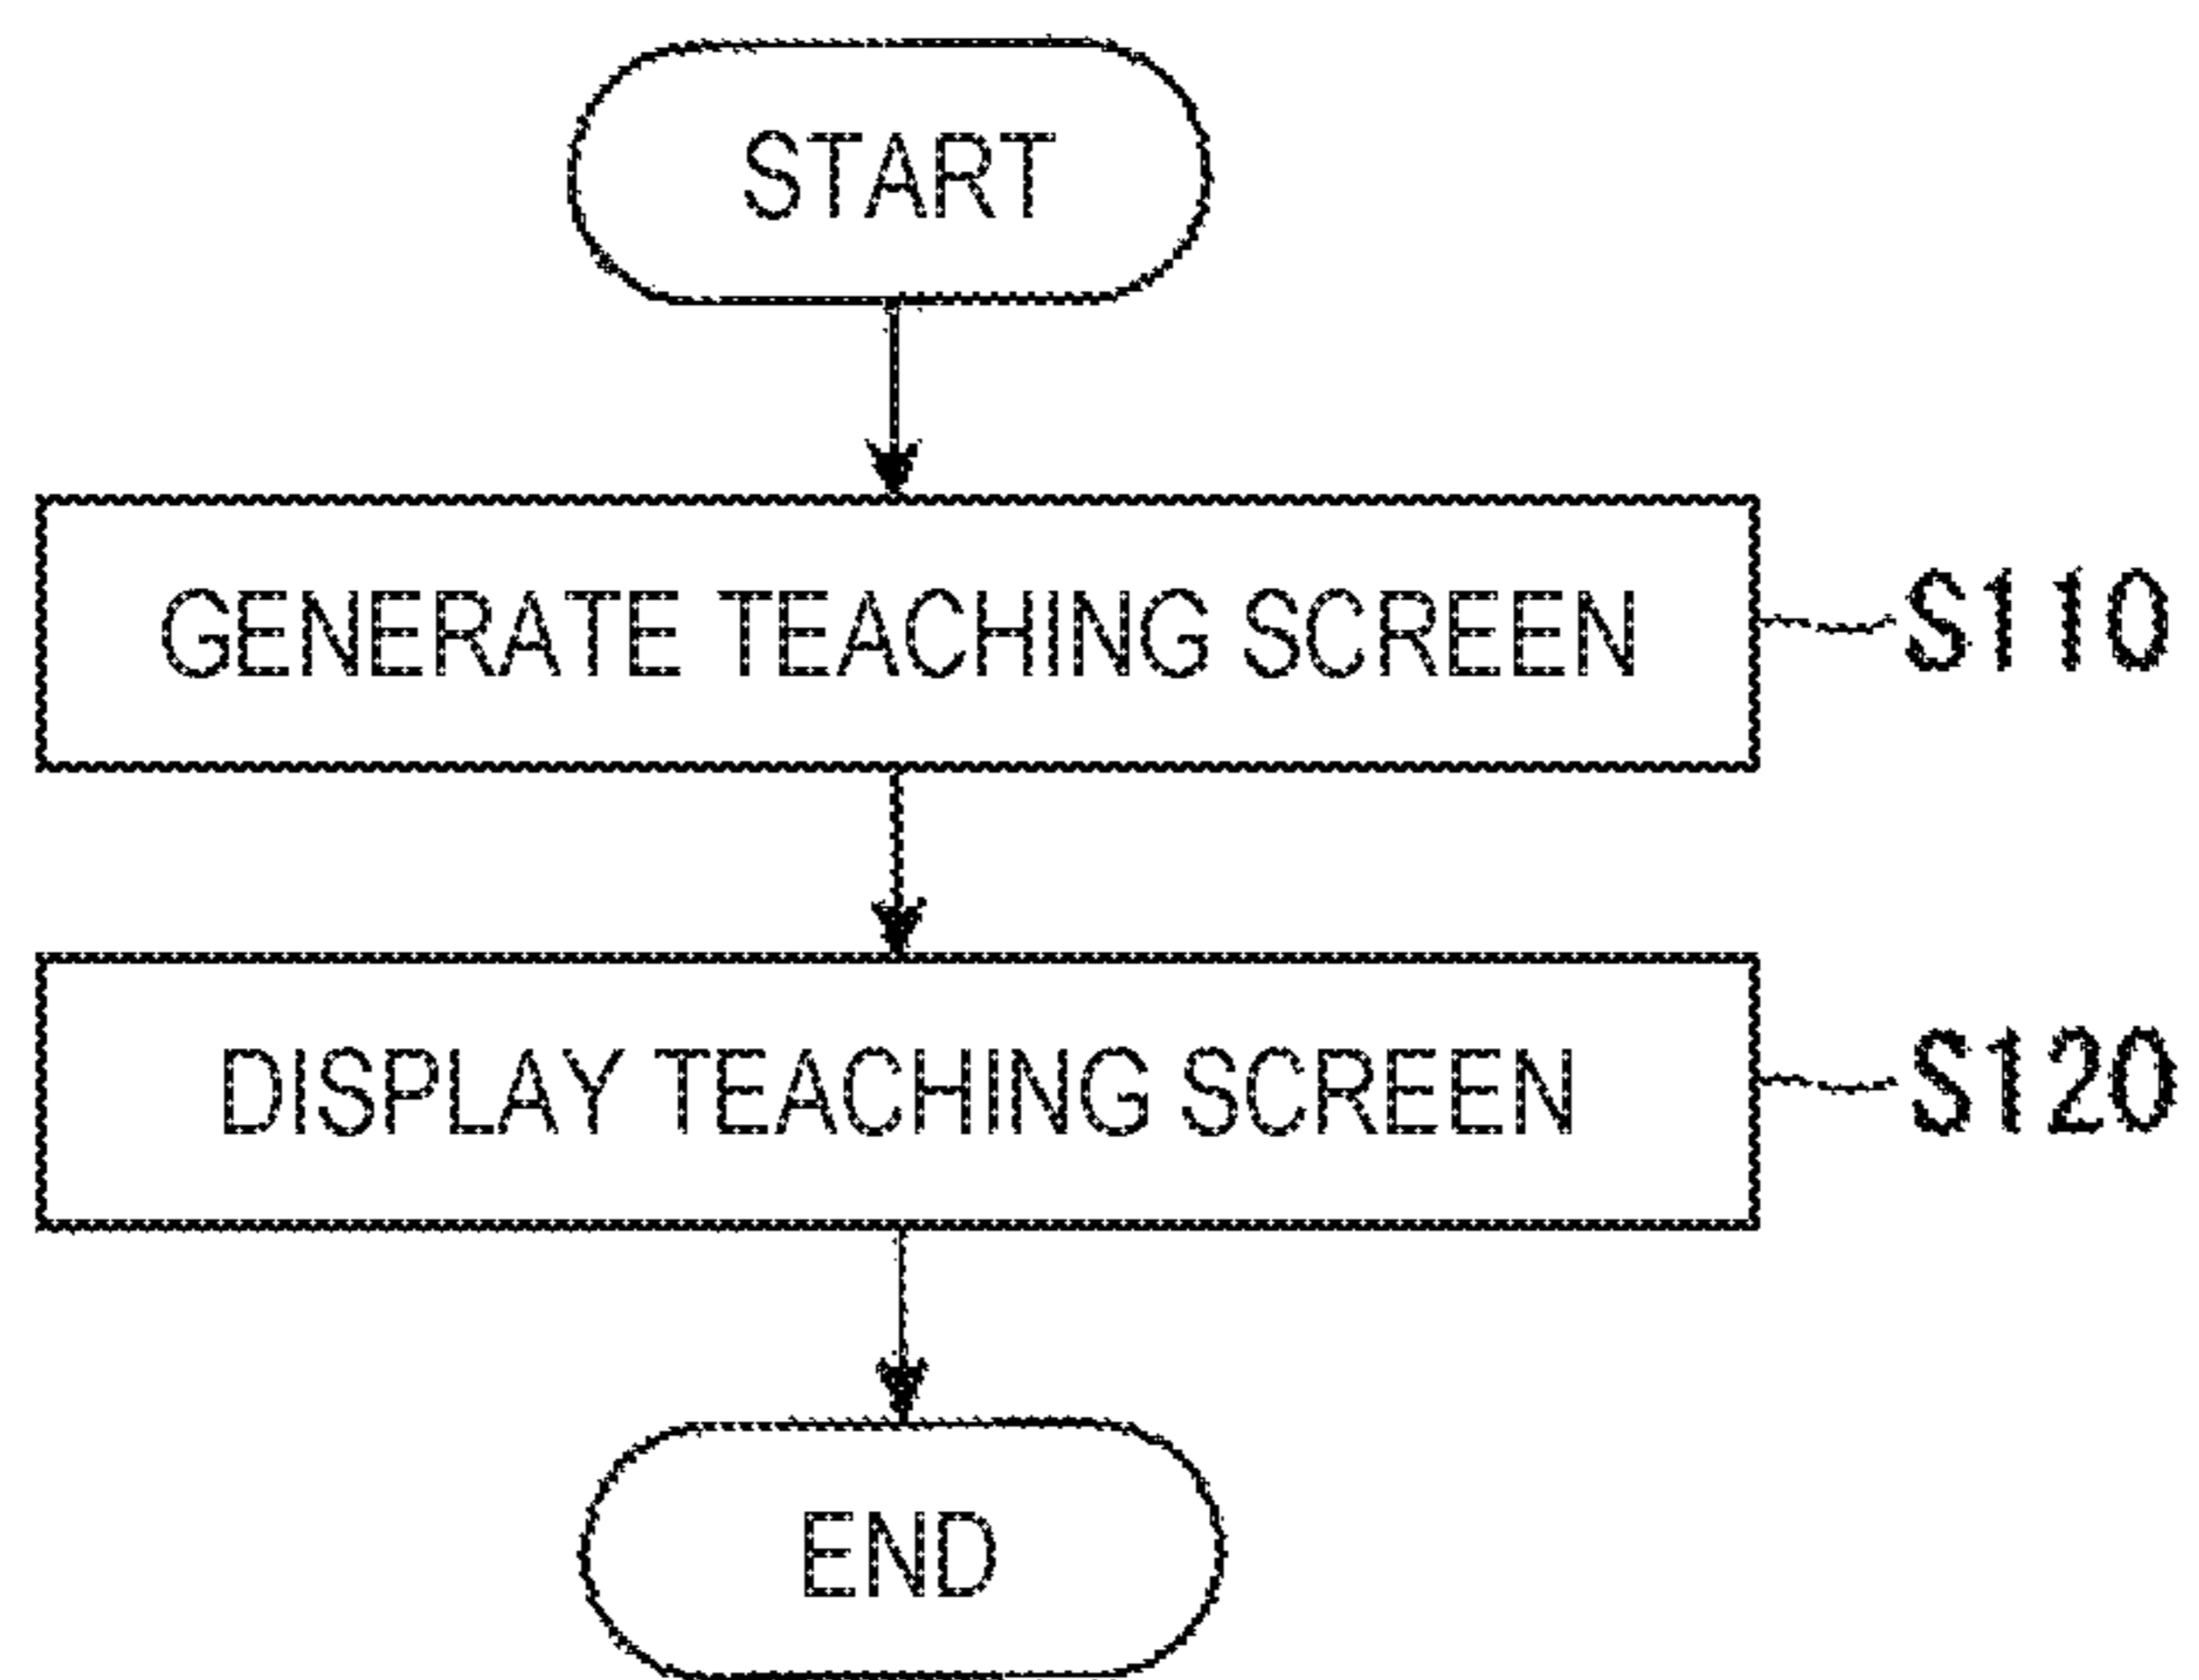 START
GENERATE TEACHING SCREEN S110
DISPLAY TEACHING SCREEN S120
END